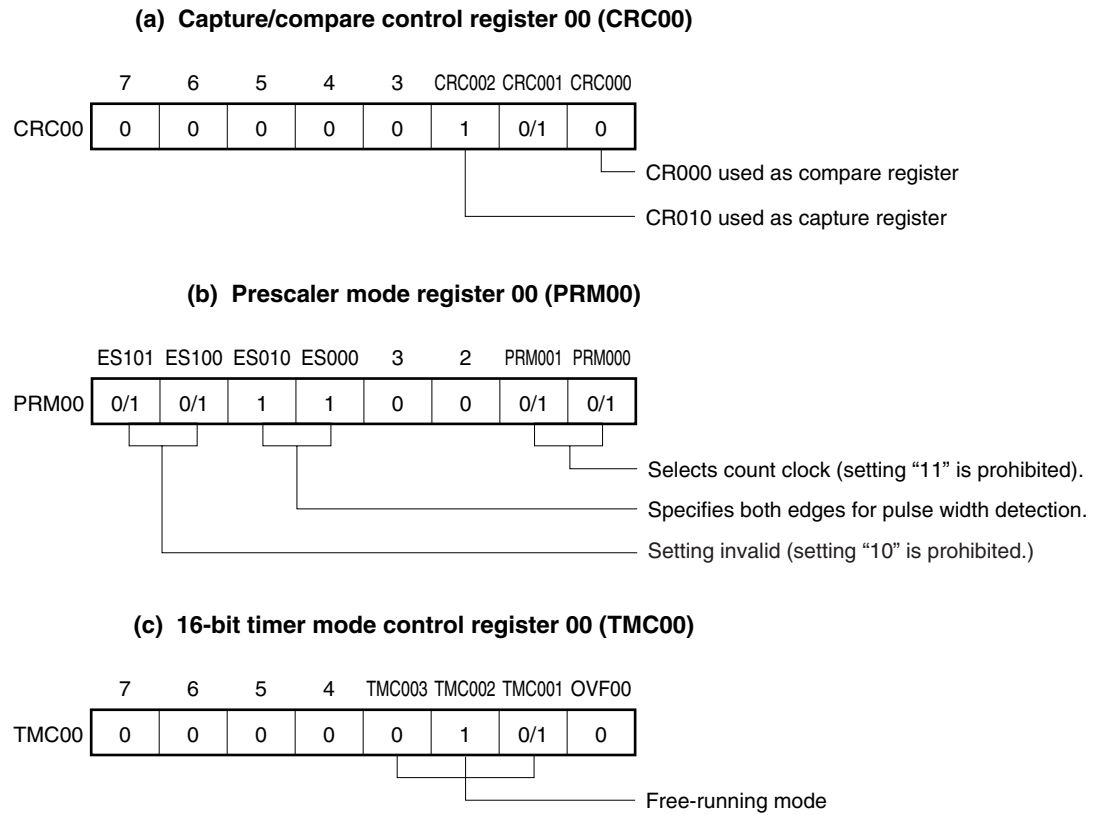 (a) Capture/compare control register 00 (CRC00)
7 6 5 4 3 CRC002 CRC001 CRC000
CRC00 0 0 0 0 0 1 0/1 0
CR000 used as compare register
CR010 used as capture register
(b) Prescaler mode register 00 (PRM00)
ES101 ES100 ES010 ES000 3 2 PRM001 PRM000
PRM00 0/1 0/1 1 1 0 0 0/1 0/1
Selects count clock (setting “11” is prohibited).
Specifies both edges for pulse width detection.
Setting invalid (setting “10” is prohibited.)
(c) 16-bit timer mode control register 00 (TMC00)
7 6 5 4 TMC003 TMC002 TMC001 OVF00
TMC00 0 0 0 0 0 1 0/1 0
Free-running mode